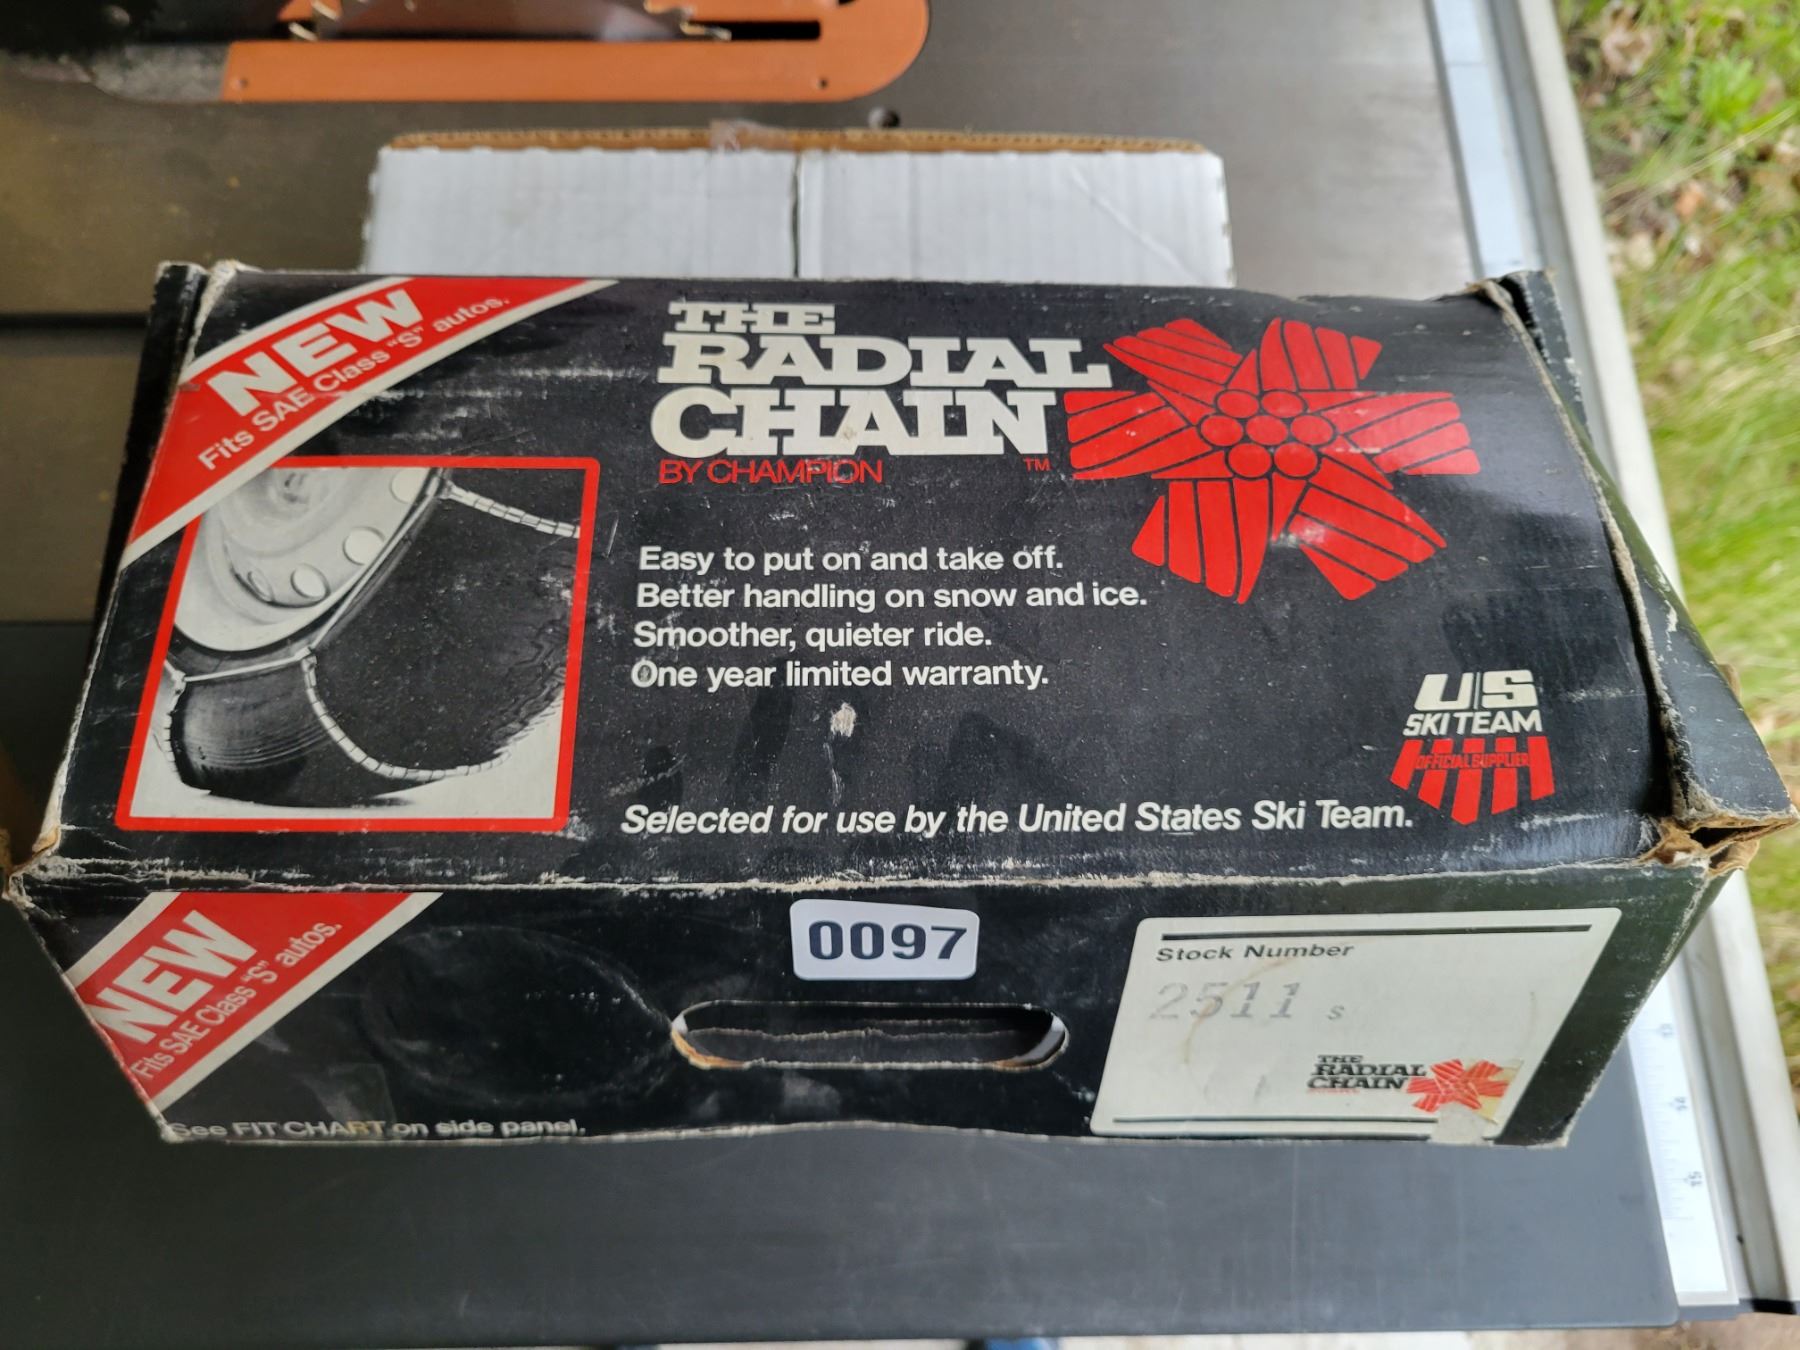 NEW
Fits SAE Class "S" autos.
THE
RADIAL
CHAIN
BY CHAMPION TM
Easy to put on and take off.
Better handling on snow and ice.
Smoother, quieter ride.
One year limited warranty.
U|S
SKI TEAM
OFFICIAL SUPPLIER
Selected for use by the United States Ski Team.
NEW
Fits SAE Class "S" autos.
0097
Stock Number
2511 S
THE
RADIAL
CHAIN
See FIT CHART on side panel.
15